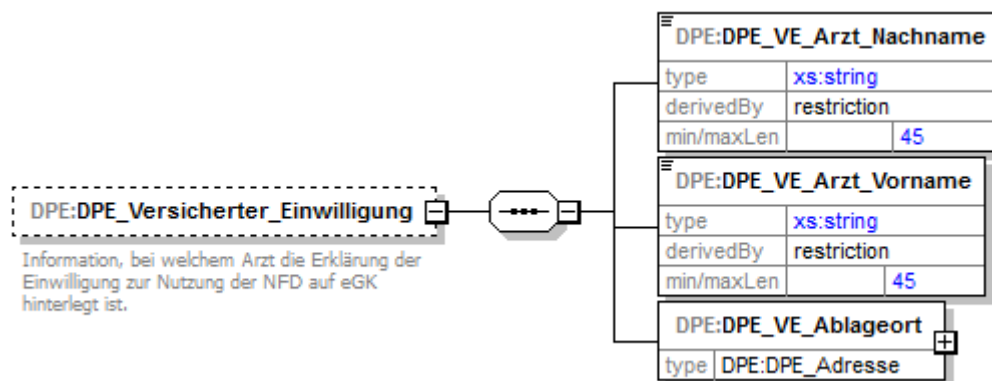 DPE:DPE_VE_Arzt_Nachname
type xs:string
derivedBy restriction
min/maxLen 45
DPE:DPE_VE_Arzt_Vorname
type xs:string
derivedBy restriction
min/maxLen 45
DPE:DPE_Versicherter_Einwilligung
Information, bei welchem Arzt die Erklärung der
Einwilligung zur Nutzung der NFD auf eGK
hinterlegt ist.
DPE:DPE_VE_Ablageort
type DPE:DPE_Adresse